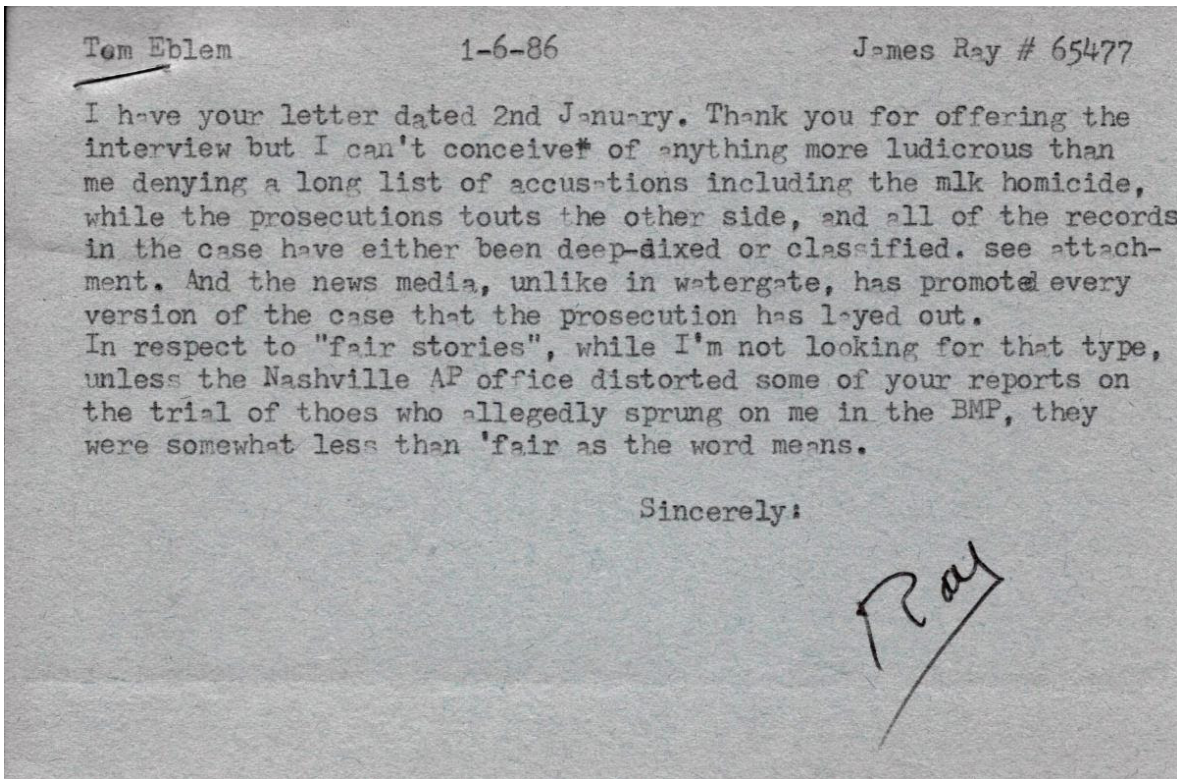 Tom Eblem 1-6-86 James Ray # 65477
I have your letter dated 2nd January. Thank you for offering the
interview but I can't conceive* of anything more ludicrous than
me denying a long list of accusations including the mlk homicide,
while the prosecutions touts the other side, and all of the records
in the case have either been deep-dixed or classified. see attach-
ment. And the news media, unlike in watergate, has promoted every
version of the case that the prosecution has layed out.
In respect to "fair stories", while I'm not looking for that type,
unless the Nashville AP office distorted some of your reports on
the trial of thoes who allegedly sprung on me in the BMP, they
were somewhat less than 'fair as the word means.
Sincerely:
Ray